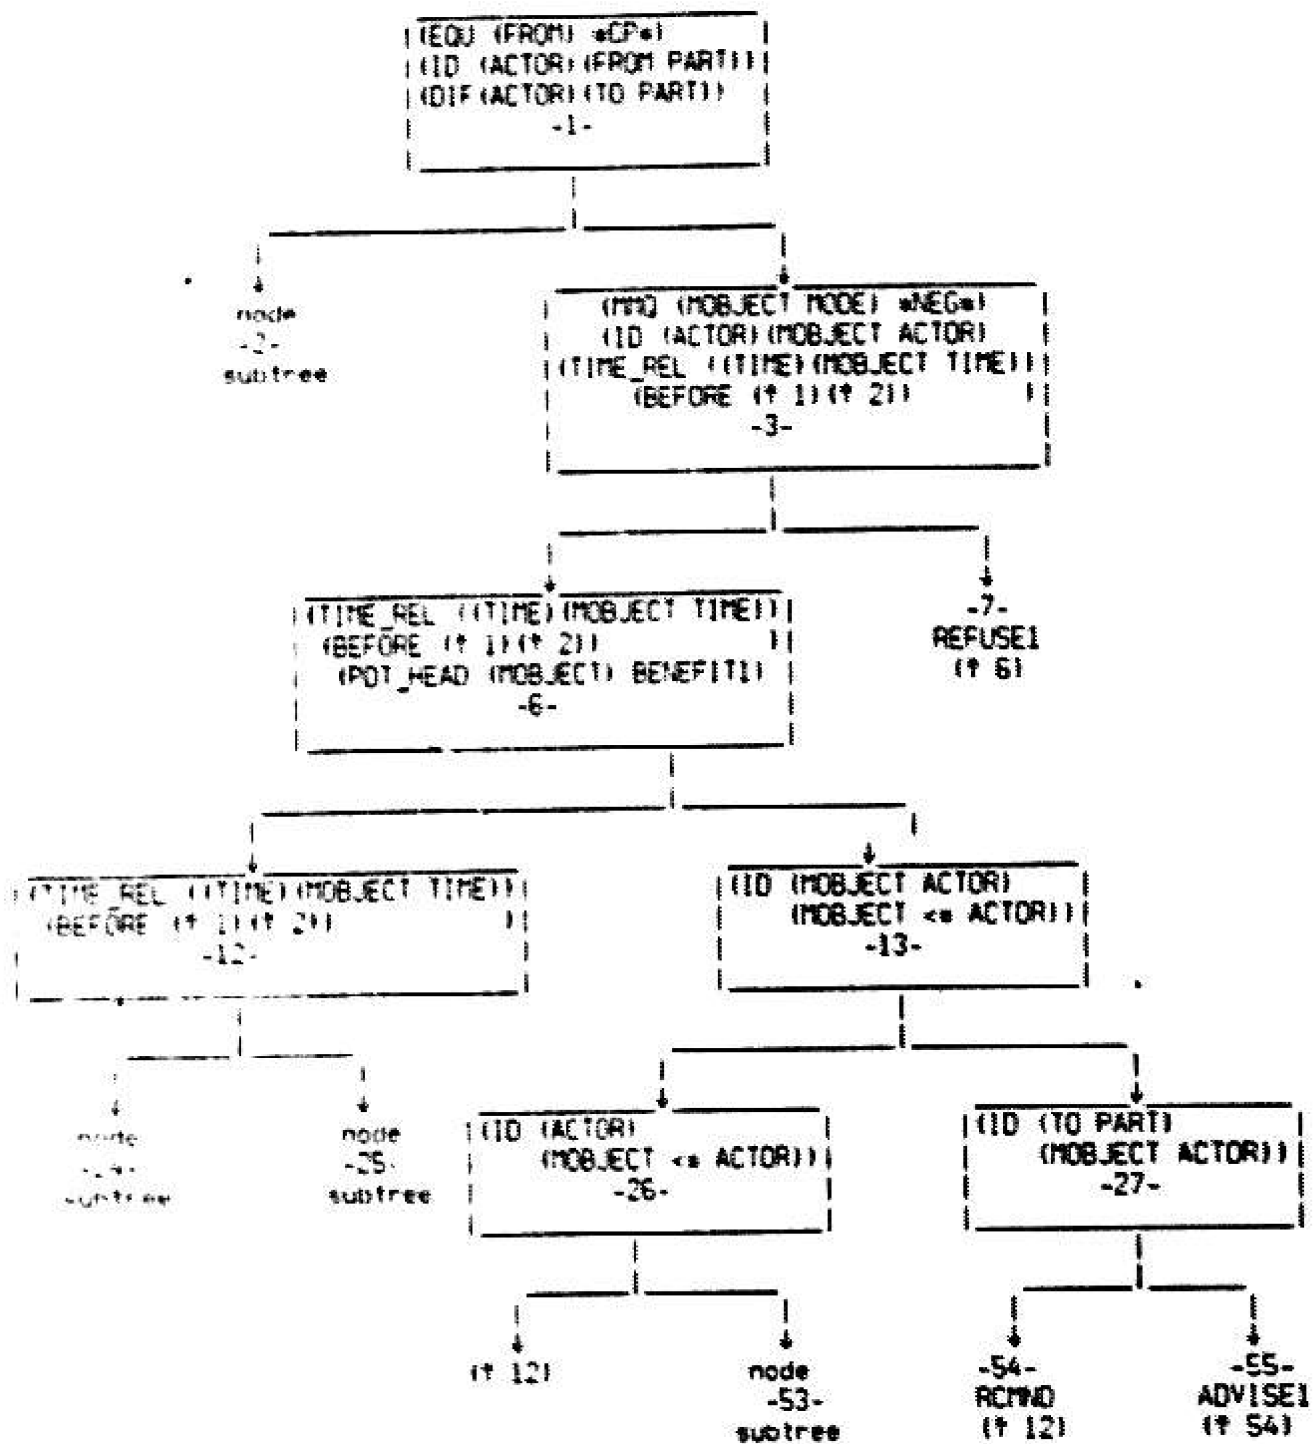 (EQU (FROM) *CP*)
(ID (ACTOR)(FROM PART))
(DIF(ACTOR)(TO PART))
-1-
node
-2-
subtree
(MMQ (MOBJECT MODE) *NEG*)
(ID (ACTOR)(MOBJECT ACTOR)
(TIME_REL ((TIME)(MOBJECT TIME))
(BEFORE (↑ 1)(↑ 2)) )
-3-
(TIME_REL ((TIME)(MOBJECT TIME))
(BEFORE (↑ 1)(↑ 2)) )
(POT_HEAD (MOBJECT) BENEFIT1)
-6-
-7-
REFUSE1
(↑ 6)
(TIME_REL ((TIME)(MOBJECT TIME))
(BEFORE (↑ 1)(↑ 2)) )
-12-
(ID (MOBJECT ACTOR)
(MOBJECT <≡ ACTOR))
-13-
node
-24-
subtree
node
-25-
subtree
(ID (ACTOR)
(MOBJECT <≡ ACTOR))
-26-
(ID (TO PART)
(MOBJECT ACTOR))
-27-
(↑ 12)
node
-53-
subtree
-54-
RCMND
(↑ 12)
-55-
ADVISE1
(↑ 54)